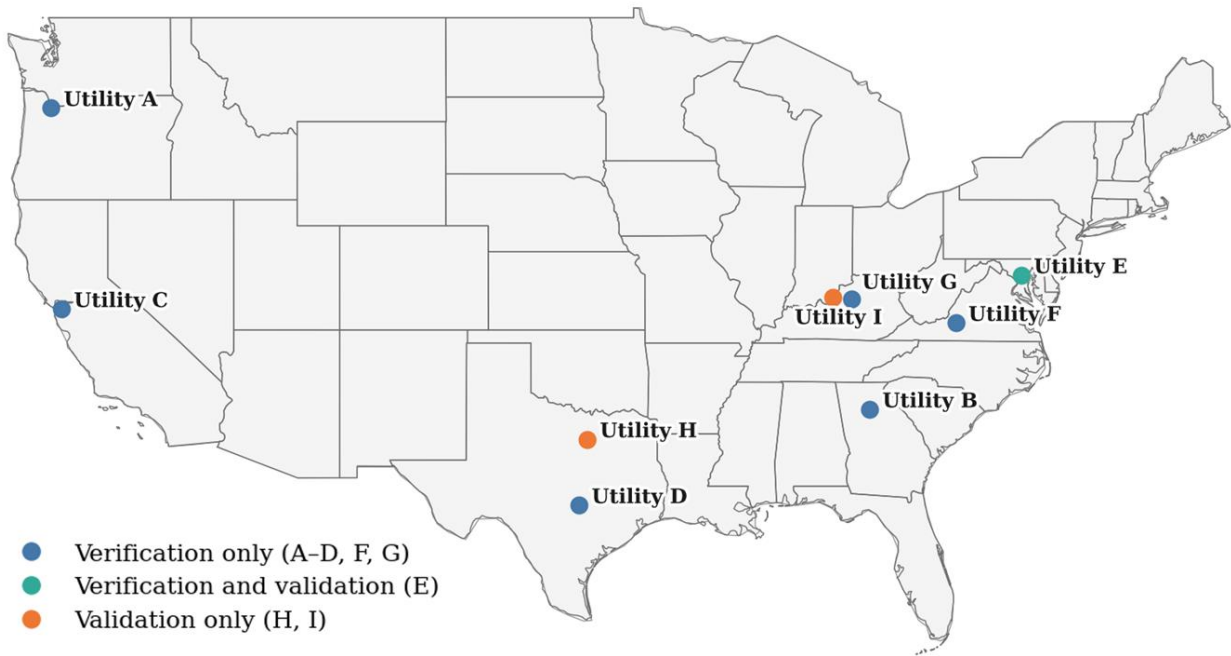 Utility A
Utility E
Utility G
Utility C
Utility I
Utility F
Utility B
Utility H
Utility D
Verification only (A–D, F, G)
Verification and validation (E)
Validation only (H, I)